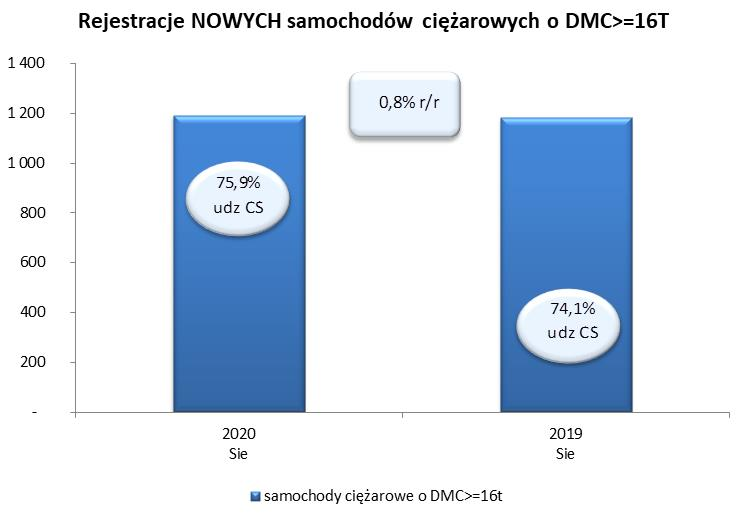 Rejestracje NOWYCH samochodów ciężarowych o DMC>=16T
1 400
1 200
1 000
800
600
400
200
-
0,8% r/r
75,9%
udz CS
74,1%
udz CS
2020
Sie
2019
Sie
samochody ciężarowe o DMC>=16t